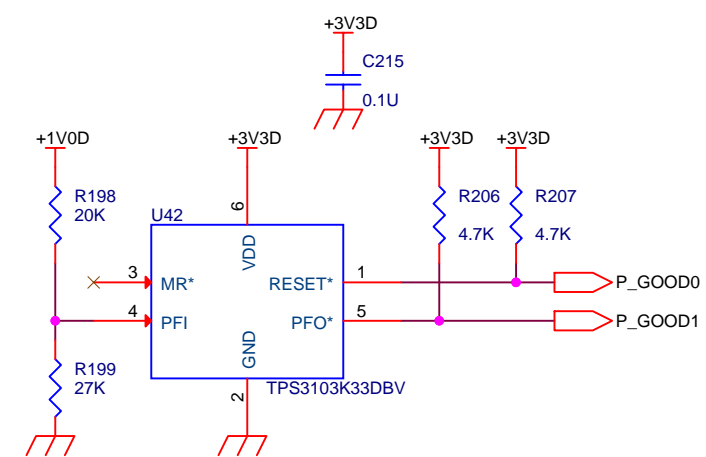 +3V3D
C215
0.1U
+1V0D
+3V3D
+3V3D
+3V3D
R198
20K
R206
R207
U42
6
4.7K
4.7K
VDD
3
MR*
RESET*
1
P_GOOD0
4
PFI
PFO*
5
P_GOOD1
GND
R199
27K
2
TPS3103K33DBV